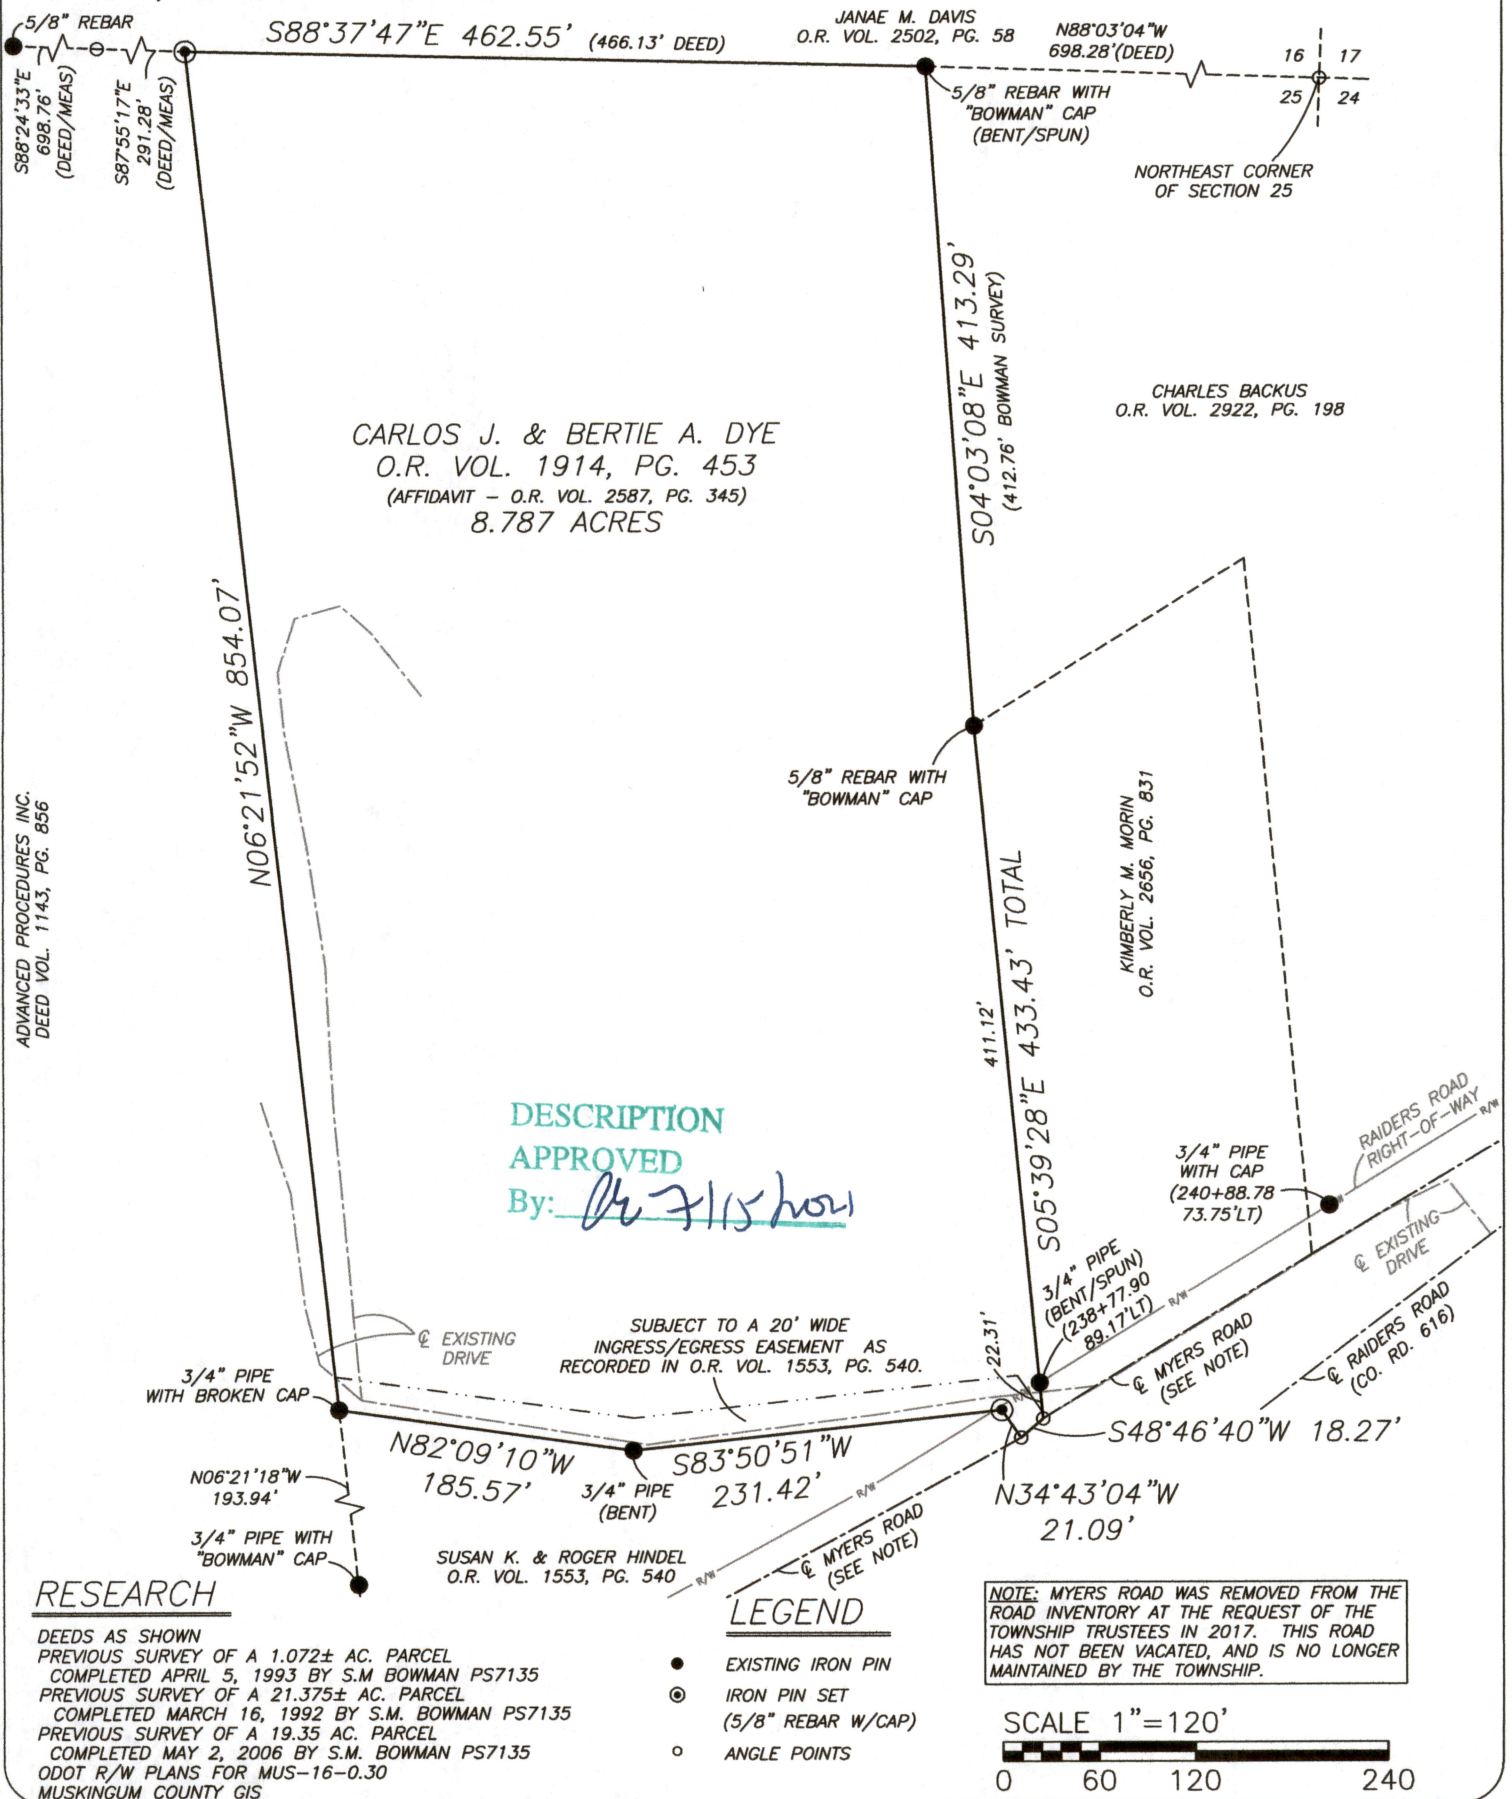 5/8" REBAR
S88°37'47"E 462.55' (466.13' DEED)
JANAE M. DAVIS
O.R. VOL. 2502, PG. 58
N88°03'04"W
698.28'(DEED)
16 17
25 24
S88°24'33"E
698.76'
(DEED/MEAS)
S87°55'17"E
291.28'
(DEED/MEAS)
5/8" REBAR WITH
"BOWMAN" CAP
(BENT/SPUN)
NORTHEAST CORNER
OF SECTION 25
S04°03'08"E 413.29'
(412.76' BOWMAN SURVEY)
CHARLES BACKUS
O.R. VOL. 2922, PG. 198
CARLOS J. & BERTIE A. DYE
O.R. VOL. 1914, PG. 453
(AFFIDAVIT – O.R. VOL. 2587, PG. 345)
8.787 ACRES
N06°21'52"W 854.07'
5/8" REBAR WITH
"BOWMAN" CAP
ADVANCED PROCEDURES INC.
DEED VOL. 1143, PG. 856
KIMBERLY M. MORIN
O.R. VOL. 2656, PG. 831
411.12'
S05°39'28"E 433.43' TOTAL
DESCRIPTION
APPROVED
By: 7/15/2021
RAIDERS ROAD
RIGHT-OF-WAY
R/W
3/4" PIPE
WITH CAP
(240+88.78
73.75'LT)
℄ EXISTING
DRIVE
3/4" PIPE
(BENT/SPUN)
(238+77.90
89.17'LT)
R/W
22.31'
R/W
℄ MYERS ROAD
(SEE NOTE)
℄ RAIDERS ROAD
(CO. RD. 616)
SUBJECT TO A 20' WIDE
INGRESS/EGRESS EASEMENT AS
RECORDED IN O.R. VOL. 1553, PG. 540.
℄ EXISTING
DRIVE
3/4" PIPE
WITH BROKEN CAP
S48°46'40"W 18.27'
N82°09'10"W
185.57'
S83°50'51"W
231.42'
3/4" PIPE
(BENT)
N34°43'04"W
21.09'
R/W
N06°21'18"W
193.94'
3/4" PIPE WITH
"BOWMAN" CAP
SUSAN K. & ROGER HINDEL
O.R. VOL. 1553, PG. 540
R/W
℄ MYERS ROAD
(SEE NOTE)
RESEARCH
DEEDS AS SHOWN
PREVIOUS SURVEY OF A 1.072± AC. PARCEL
COMPLETED APRIL 5, 1993 BY S.M BOWMAN PS7135
PREVIOUS SURVEY OF A 21.375± AC. PARCEL
COMPLETED MARCH 16, 1992 BY S.M. BOWMAN PS7135
PREVIOUS SURVEY OF A 19.35 AC. PARCEL
COMPLETED MAY 2, 2006 BY S.M. BOWMAN PS7135
ODOT R/W PLANS FOR MUS-16-0.30
MUSKINGUM COUNTY GIS
LEGEND
EXISTING IRON PIN
IRON PIN SET
(5/8" REBAR W/CAP)
ANGLE POINTS
NOTE: MYERS ROAD WAS REMOVED FROM THE
ROAD INVENTORY AT THE REQUEST OF THE
TOWNSHIP TRUSTEES IN 2017. THIS ROAD
HAS NOT BEEN VACATED, AND IS NO LONGER
MAINTAINED BY THE TOWNSHIP.
SCALE 1"=120'
0 60 120 240